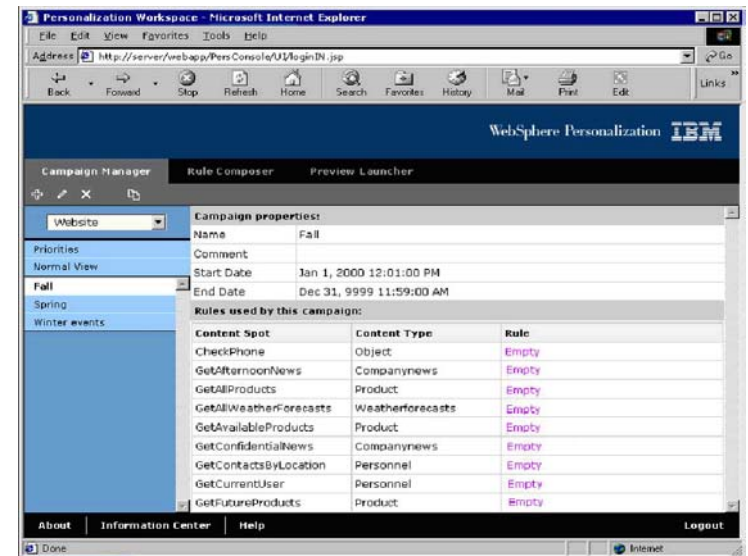 Personalization Workspace - Microsoft Internet Explorer
File Edit View Favorites Tools Help
Address http://server/webapp/PersConsole/UI/loginIN.jsp Go
Back Forward Stop Refresh Home Search Favorites History Mail Print Edit Links
WebSphere Personalization IBM
Campaign Manager Rule Composer Preview Launcher
Website
Priorities
Normal View
Fall
Spring
Winter events
Campaign properties:
Name Fall
Comment
Start Date Jan 1, 2000 12:01:00 PM
End Date Dec 31, 9999 11:59:00 AM
Rules used by this campaign:
Content Spot Content Type Rule
CheckPhone Object Empty
GetAfternoonNews Companynews Empty
GetAllProducts Product Empty
GetAllWeatherForecasts Weatherforecasts Empty
GetAvailableProducts Product Empty
GetConfidentialNews Companynews Empty
GetContactsByLocation Personnel Empty
GetCurrentUser Personnel Empty
GetFutureProducts Product Empty
About Information Center Help Logout
Done Internet